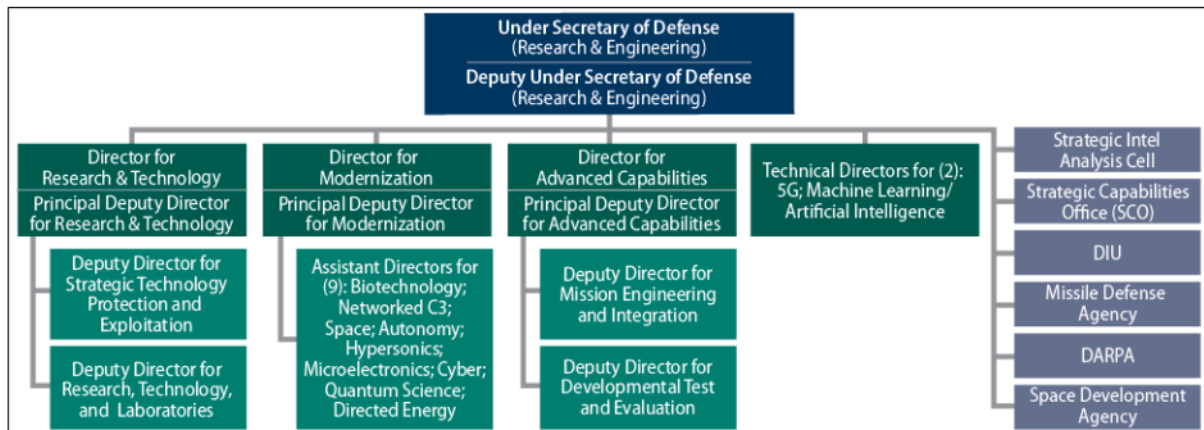 Under Secretary of Defense
(Research & Engineering)
Deputy Under Secretary of Defense
(Research & Engineering)
Director for
Research & Technology
Principal Deputy Director
for Research & Technology
Deputy Director for
Strategic Technology
Protection and
Exploitation
Deputy Director for
Research, Technology,
and Laboratories
Director for
Modernization
Principal Deputy Director
for Modernization
Assistant Directors for
(9): Biotechnology;
Networked C3;
Space; Autonomy;
Hypersonics;
Microelectronics; Cyber;
Quantum Science;
Directed Energy
Director for
Advanced Capabilities
Principal Deputy Director
for Advanced Capabilities
Deputy Director for
Mission Engineering
and Integration
Deputy Director for
Developmental Test
and Evaluation
Technical Directors for (2):
5G; Machine Learning/
Artificial Intelligence
Strategic Intel
Analysis Cell
Strategic Capabilities
Office (SCO)
DIU
Missile Defense
Agency
DARPA
Space Development
Agency